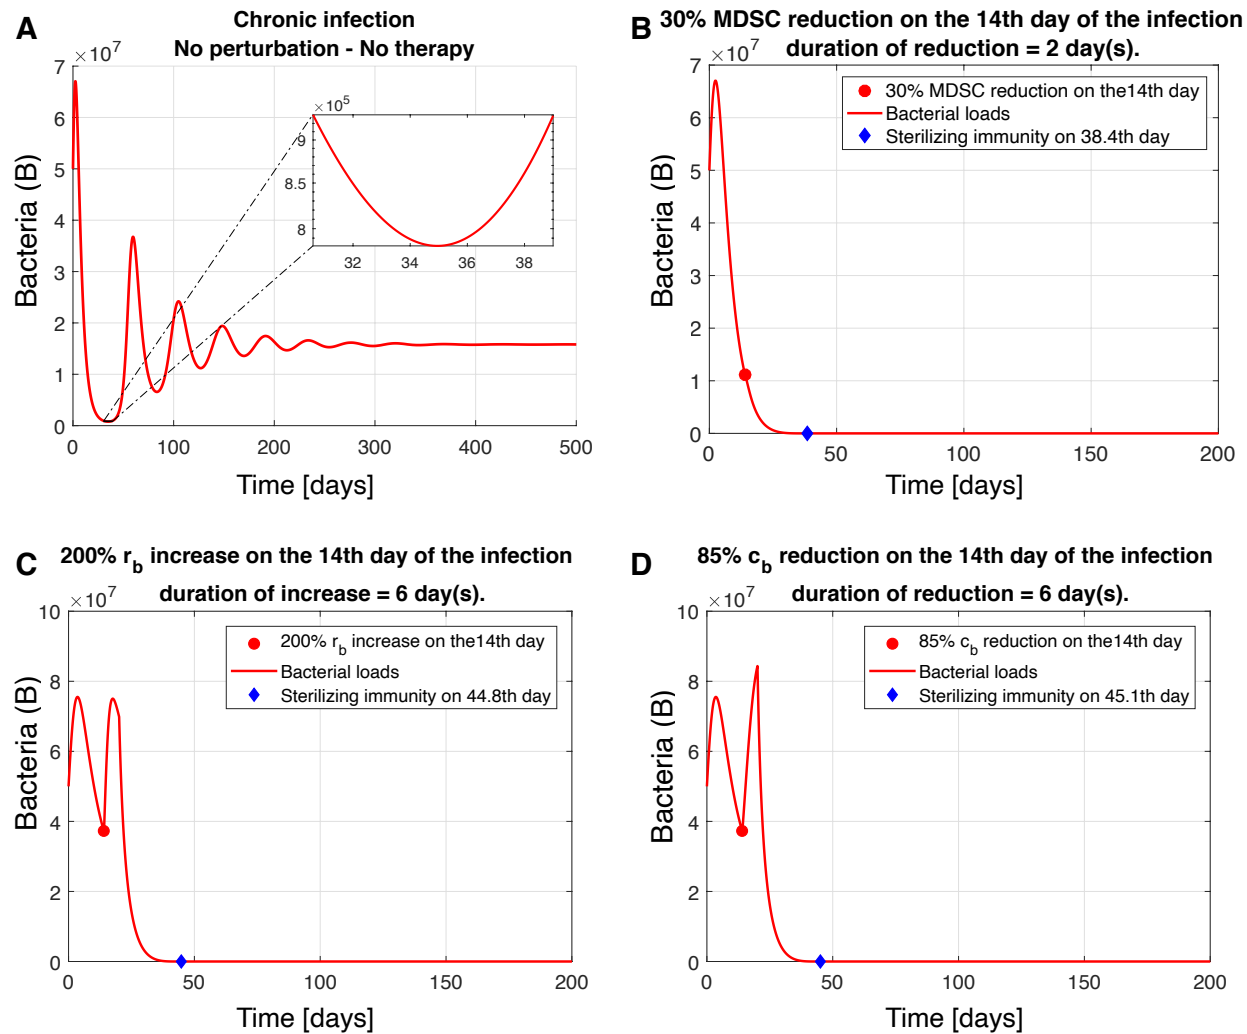 A
Chronic infection
No perturbation - No therapy
×10^7
7
6
5
4
3
2
1
0
Bacteria (B)
0 100 200 300 400 500
Time [days]
×10^5
9
8.5
8
32 34 36 38
B
30% MDSC reduction on the 14th day of the infection
duration of reduction = 2 day(s).
×10^7
7
6
5
4
3
2
1
0
Bacteria (B)
30% MDSC reduction on the14th day
Bacterial loads
Sterilizing immunity on 38.4th day
0 50 100 150 200
Time [days]
C
200% r_b increase on the 14th day of the infection
duration of increase = 6 day(s).
×10^7
10
8
6
4
2
0
Bacteria (B)
200% r_b increase on the14th day
Bacterial loads
Sterilizing immunity on 44.8th day
0 50 100 150 200
Time [days]
D
85% c_b reduction on the 14th day of the infection
duration of reduction = 6 day(s).
×10^7
10
8
6
4
2
0
Bacteria (B)
85% c_b reduction on the14th day
Bacterial loads
Sterilizing immunity on 45.1th day
0 50 100 150 200
Time [days]